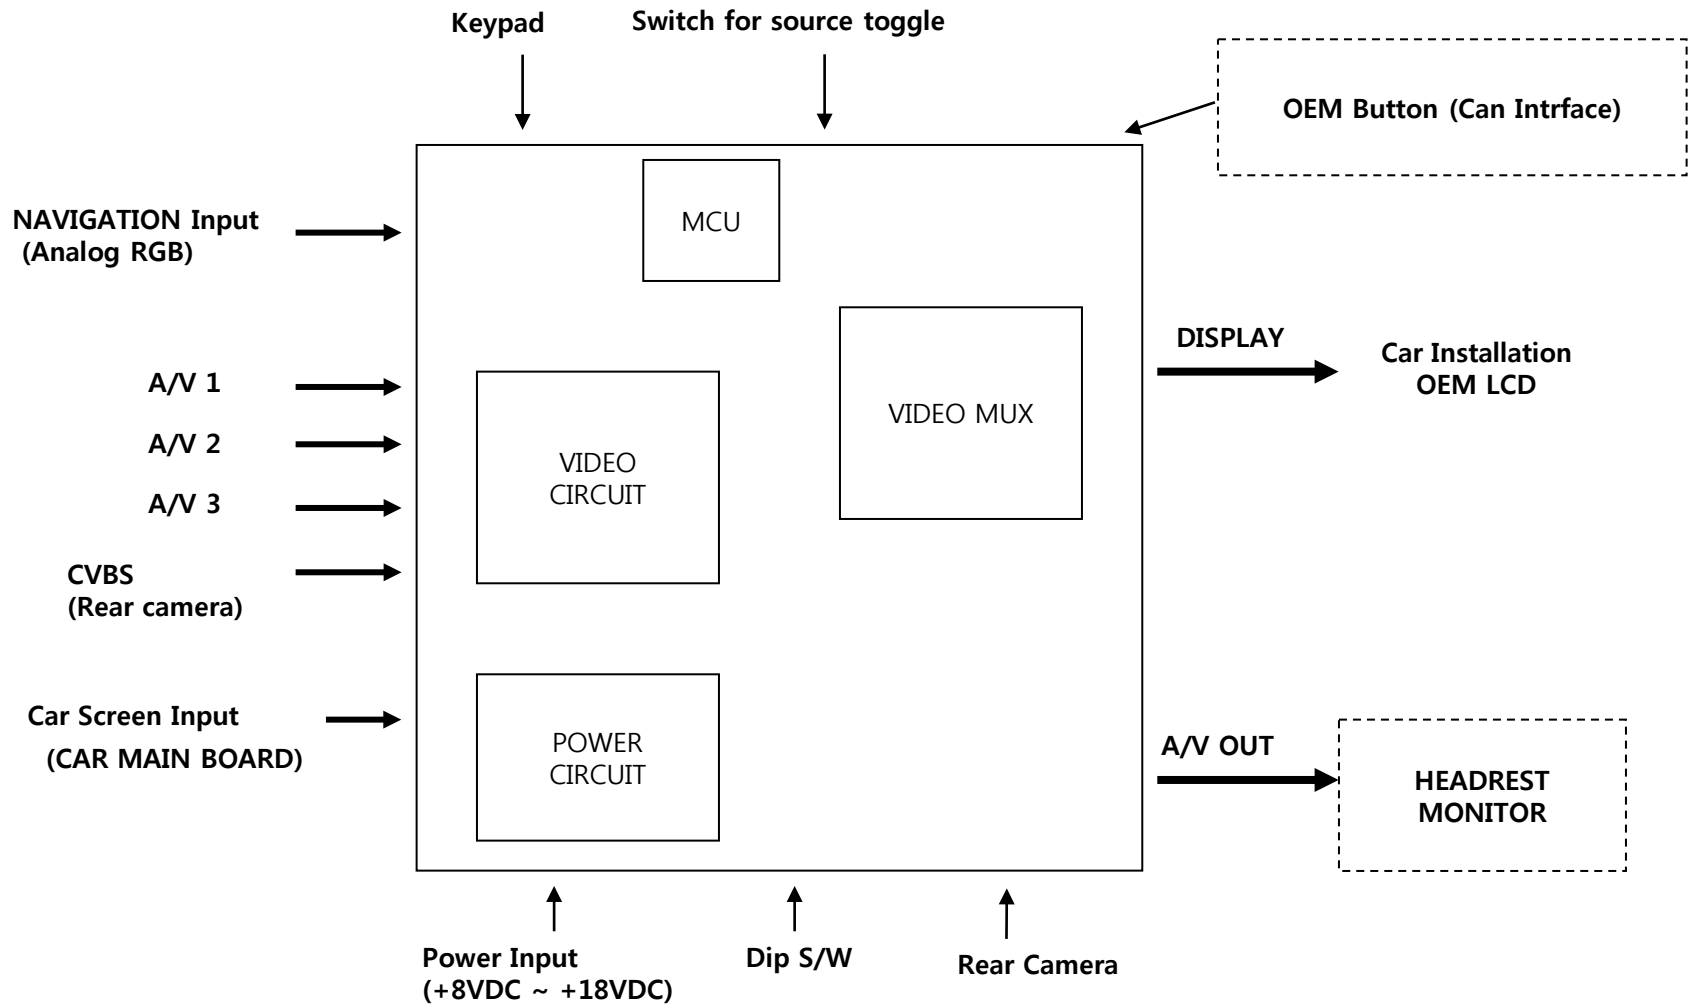 Keypad
Switch for source toggle
OEM Button (Can Intrface)
NAVIGATION Input
(Analog RGB)
MCU
A/V 1
A/V 2
A/V 3
CVBS
(Rear camera)
VIDEO
CIRCUIT
VIDEO MUX
DISPLAY
Car Installation
OEM LCD
Car Screen Input
(CAR MAIN BOARD)
POWER
CIRCUIT
A/V OUT
HEADREST
MONITOR
Power Input
(+8VDC ~ +18VDC)
Dip S/W
Rear Camera